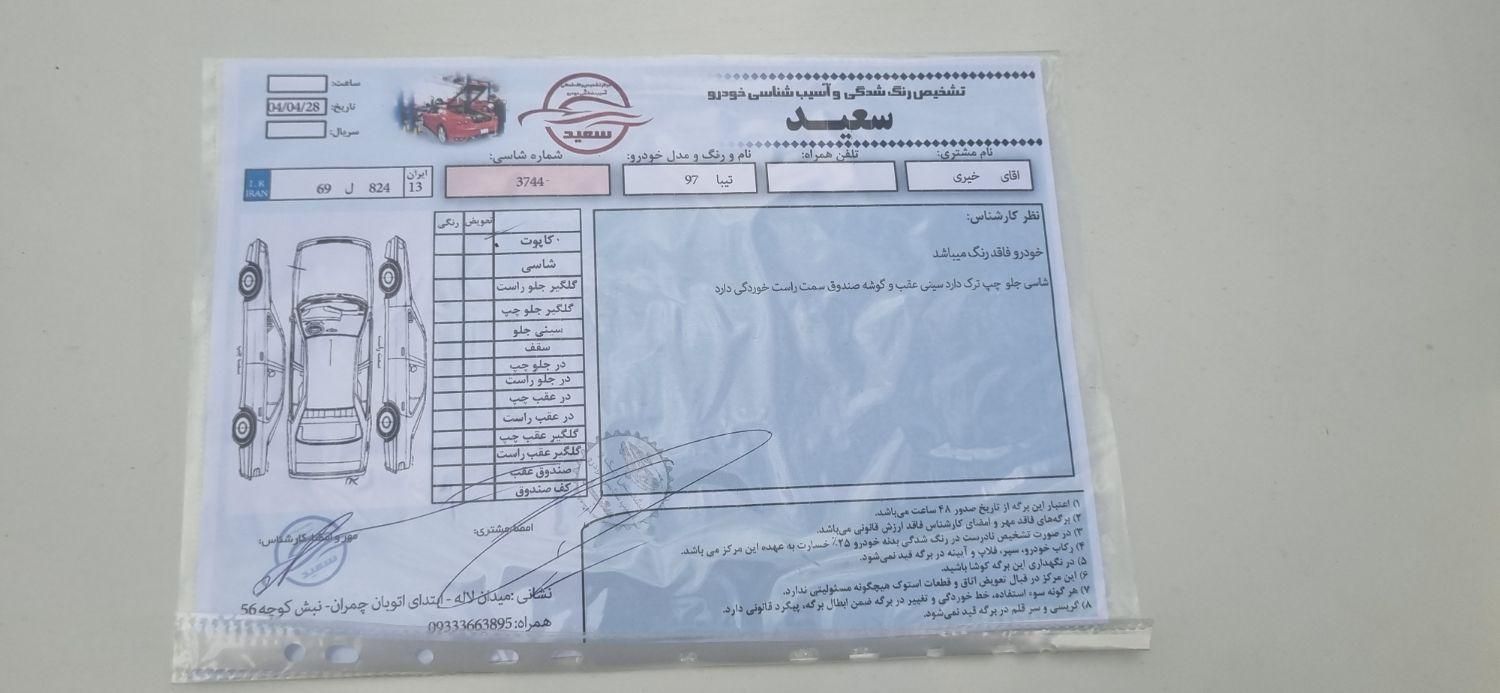 تشخیص رنگ شدگی و آسیب شناسی خودرو
سعید
سعید
ساعت:
تاریخ: 04/04/28
سریال:
نام مشتری: اقای خیری
تلفن همراه:
نام و رنگ و مدل خودرو: تیبا 97
شماره شاسی: 3744-
ایران 13 824 ل 69
I.R IRAN
نظر کارشناس:
خودرو فاقد رنگ میباشد
شاسی جلو چپ ترک دارد سینی عقب و گوشه صندوق سمت راست خوردگی دارد
تعویض رنگی
کاپوت
شاسی
گلگیر جلو راست
گلگیر جلو چپ
سینی جلو
سقف
در جلو چپ
در جلو راست
در عقب چپ
در عقب راست
گلگیر عقب چپ
گلگیر عقب راست
صندوق عقب
کف صندوق
۱) اعتبار این برگه از تاریخ صدور ۴۸ ساعت می‌باشد.
۲) برگه‌های فاقد مهر و امضای کارشناس فاقد ارزش قانونی می‌باشد.
۳) در صورت تشخیص نادرست در رنگ شدگی بدنه خودرو ۲۵٪ خسارت به عهده این مرکز می باشد.
۴) رکاب خودرو، سپر، فلاپ و آیینه در برگه قید نمی‌شود.
۵) در نگهداری این برگه کوشا باشید.
۶) این مرکز در قبال تعویض اتاق و قطعات استوک هیچگونه مسئولیتی ندارد.
۷) هر گونه سوء استفاده، خط خوردگی و تغییر در برگه ضمن ابطال برگه، پیگرد قانونی دارد.
۸) گریسی و سر قلم در برگه قید نمی‌شود.
امضا مشتری:
مهر و امضا کارشناس:
سعید
نشانی :میدان لاله - ابتدای اتوبان چمران- نبش کوچه 56
همراه: 09333663895